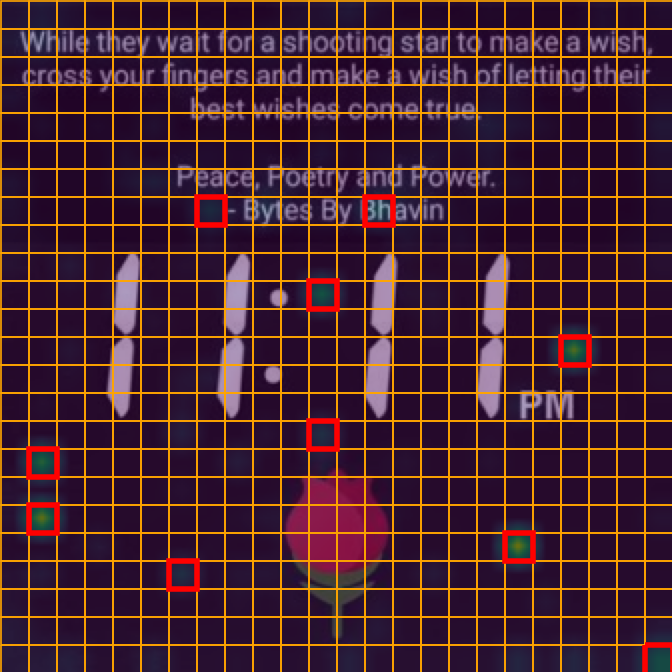 While they wait for a shooting star to make a wish,
cross your fingers and make a wish of letting their
best wishes come true.
Peace, Poetry and Power.
- Bytes By Bhavin
11:11
PM